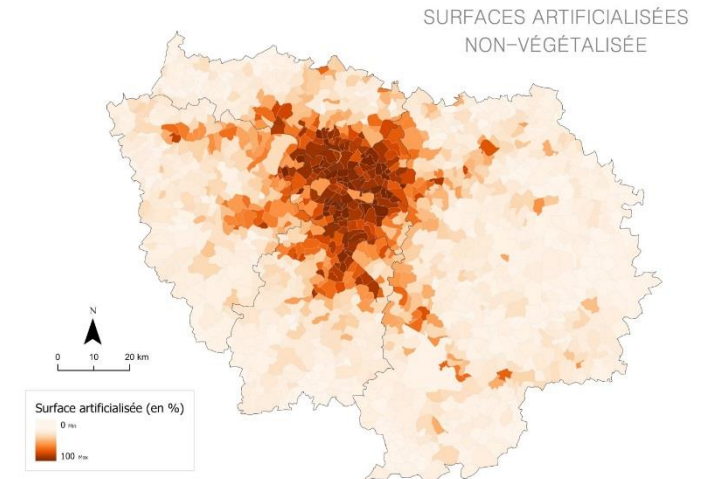 SURFACES ARTIFICIALISÉES
NON-VÉGÉTALISÉE
N
0 10 20 km
Surface artificialisée (en %)
0 Min
100 Max